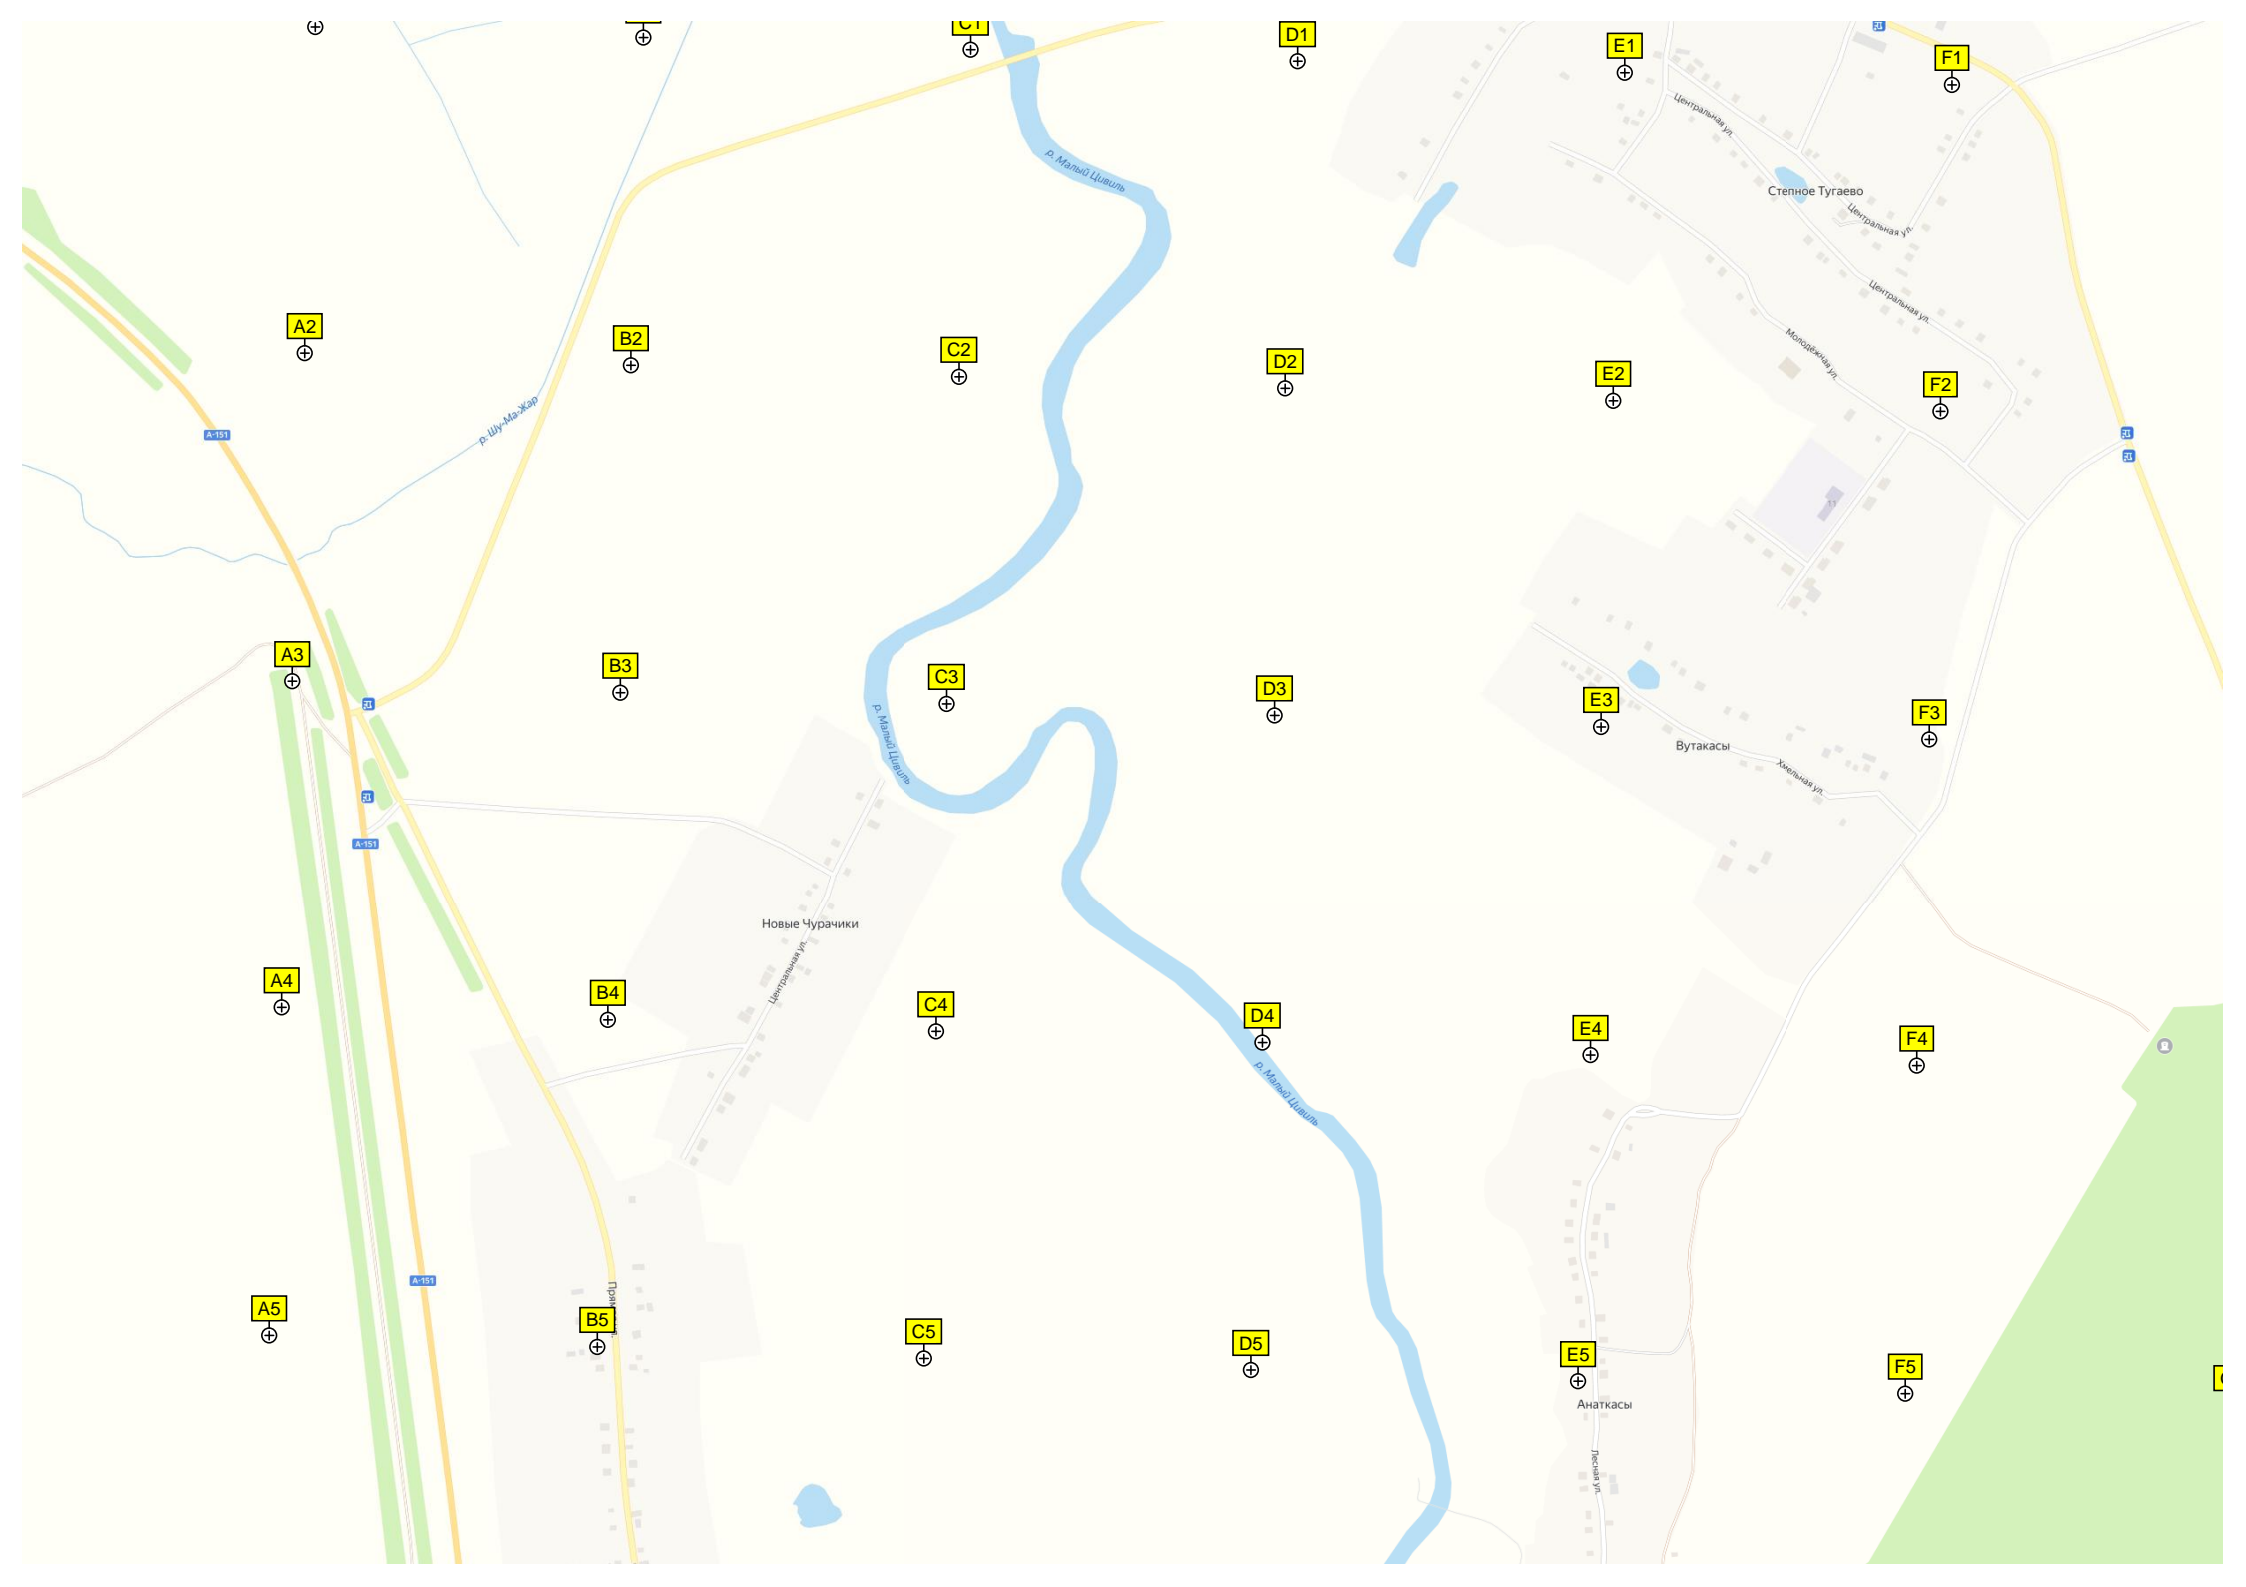 C1
D1
E1
F1
Центральная ул.
р. Малый Цивиль
Степное Тугаево
Центральная ул.
Центральная ул.
A2
B2
C2
D2
E2
F2
Молодёжная ул.
р. Шу-Ма-Жар
А-151
11
A3
B3
C3
D3
E3
F3
р. Малый Цивиль
Вутакасы
Хмельная ул.
А-151
Новые Чурачики
Центральная ул.
A4
B4
C4
D4
E4
F4
р. Малый Цивиль
А-151
A5
B5
C5
D5
E5
F5
Анаткасы
Лесная ул.